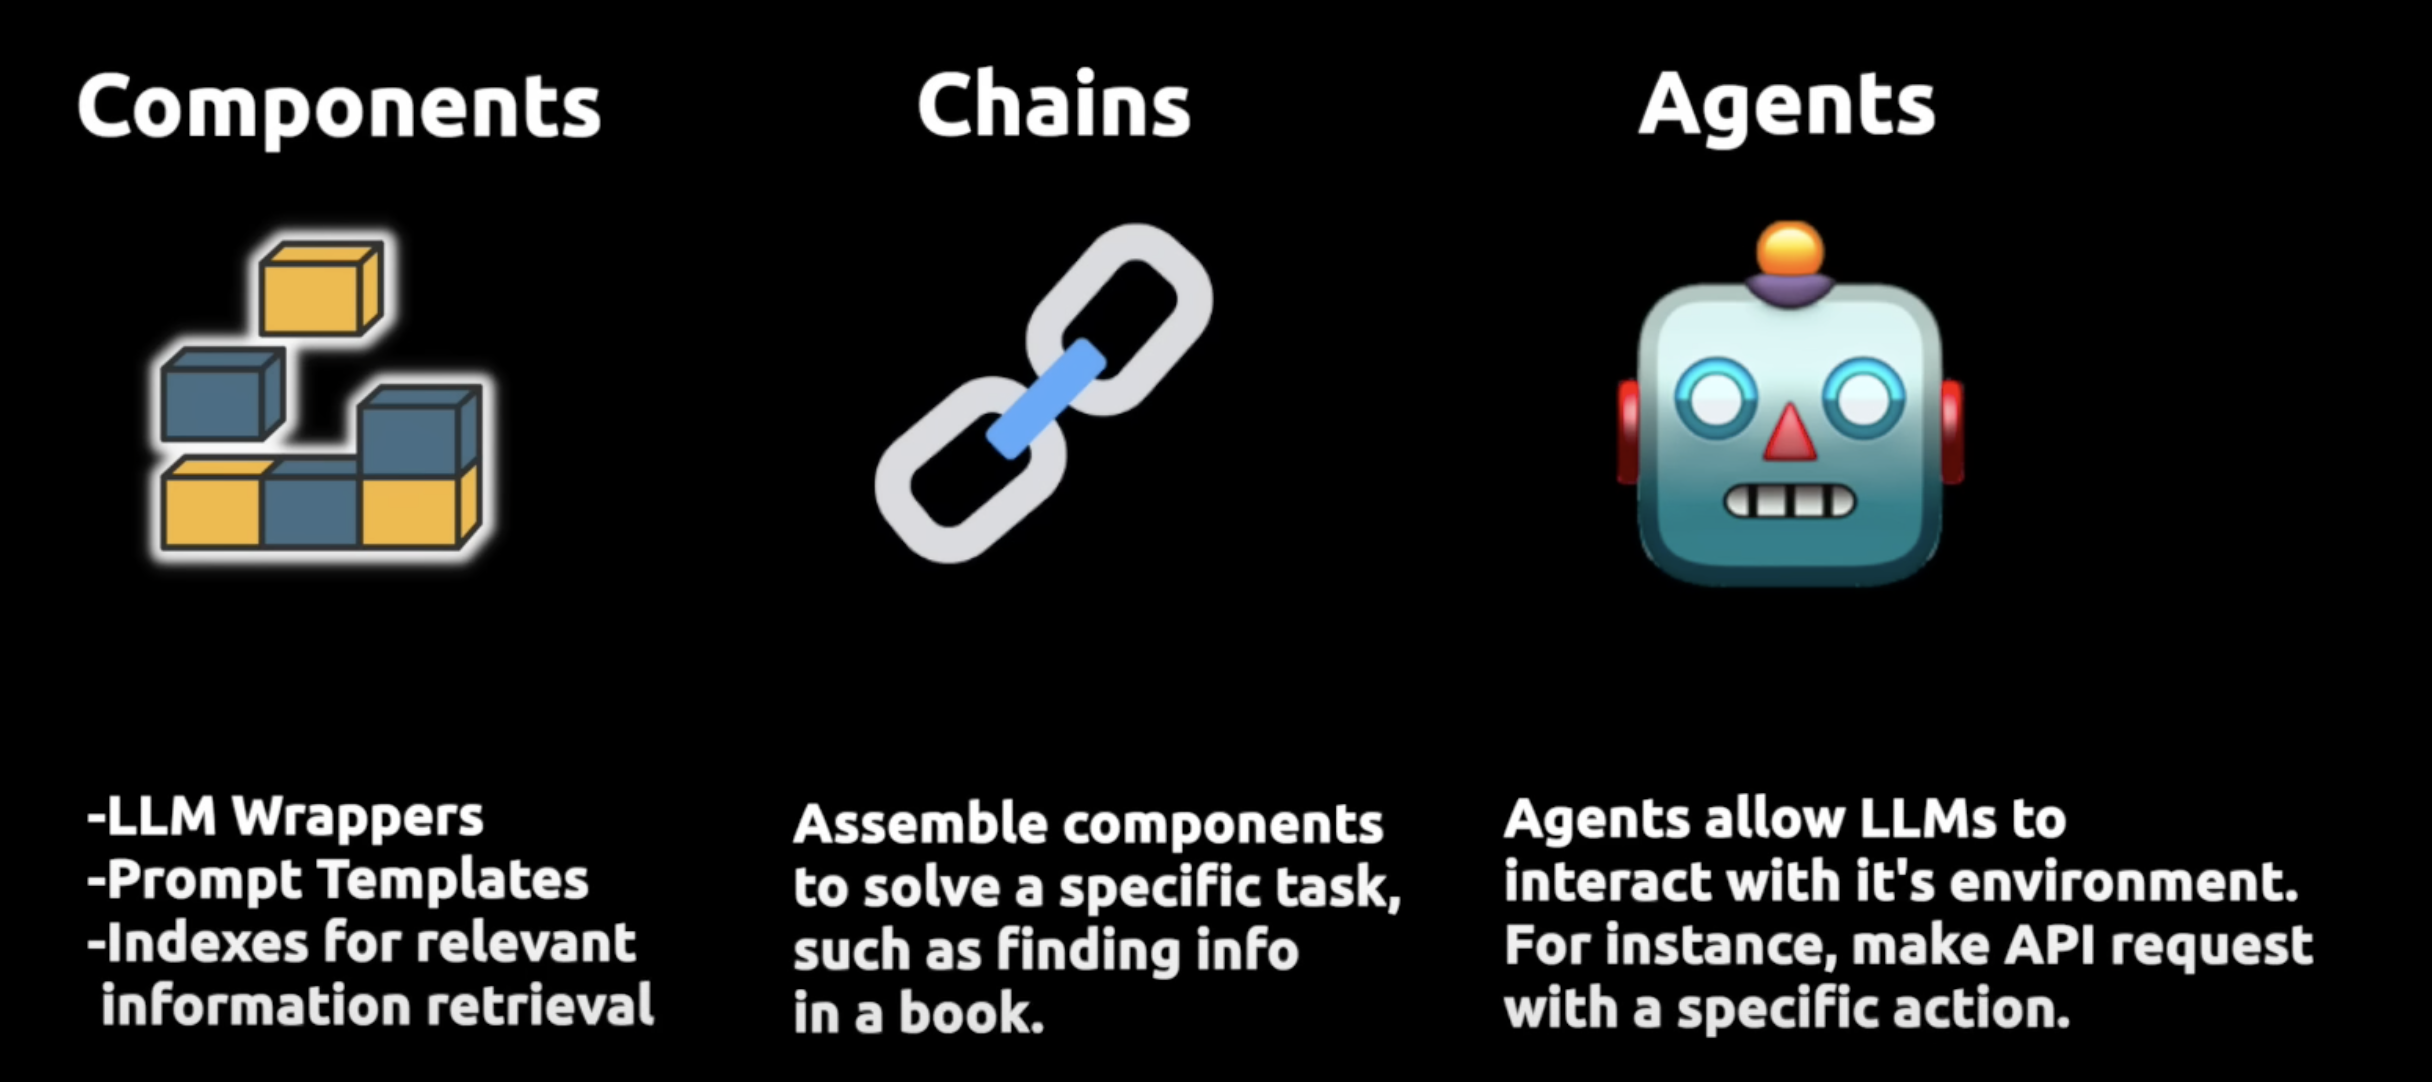 Components
-LLM Wrappers
-Prompt Templates
-Indexes for relevant
information retrieval
Chains
Assemble components
to solve a specific task,
such as finding info
in a book.
Agents
Agents allow LLMs to
interact with it's environment.
For instance, make API request
with a specific action.